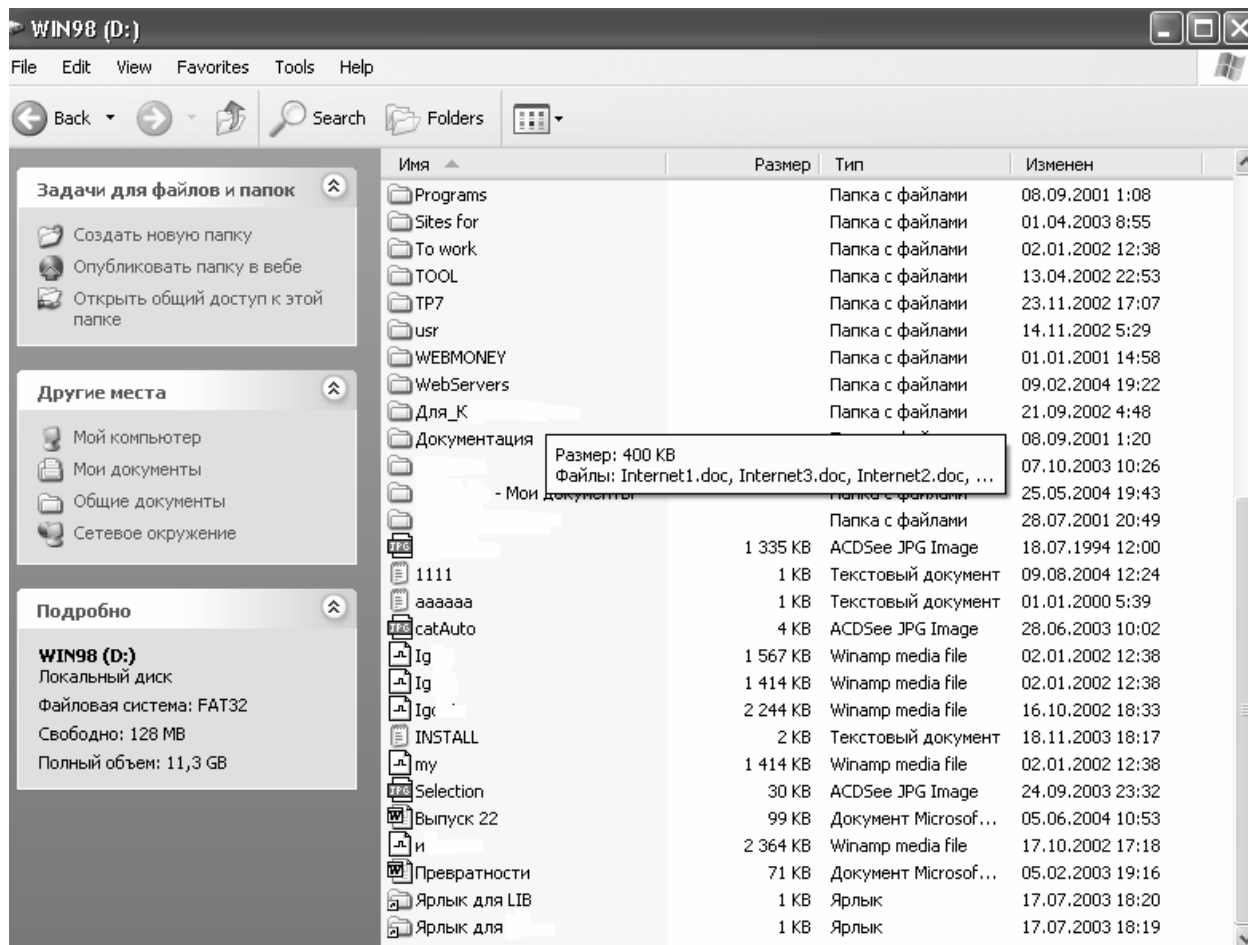 WIN98 (D:)
File Edit View Favorites Tools Help
Back Search Folders
Задачи для файлов и папок
Создать новую папку
Опубликовать папку в вебе
Открыть общий доступ к этой
папке
Другие места
Мой компьютер
Мои документы
Общие документы
Сетевое окружение
Подробно
WIN98 (D:)
Локальный диск
Файловая система: FAT32
Свободно: 128 MB
Полный объем: 11,3 GB
Имя Размер Тип Изменен
Programs Папка с файлами 08.09.2001 1:08
Sites for Папка с файлами 01.04.2003 8:55
To work Папка с файлами 02.01.2002 12:38
TOOL Папка с файлами 13.04.2002 22:53
TP7 Папка с файлами 23.11.2002 17:07
usr Папка с файлами 14.11.2002 5:29
WEBMONEY Папка с файлами 01.01.2001 14:58
WebServers Папка с файлами 09.02.2004 19:22
Для_К Папка с файлами 21.09.2002 4:48
Документация 08.09.2001 1:20
Размер: 400 KB
Файлы: Internet1.doc, Internet3.doc, Internet2.doc, ...
07.10.2003 10:26
- Мои документы Папка с файлами 25.05.2004 19:43
Папка с файлами 28.07.2001 20:49
1 335 KB ACDSee JPG Image 18.07.1994 12:00
1111 1 KB Текстовый документ 09.08.2004 12:24
aaaaaa 1 KB Текстовый документ 01.01.2000 5:39
catAuto 4 KB ACDSee JPG Image 28.06.2003 10:02
Ig 1 567 KB Winamp media file 02.01.2002 12:38
Ig 1 414 KB Winamp media file 02.01.2002 12:38
2 244 KB Winamp media file 16.10.2002 18:33
INSTALL 2 KB Текстовый документ 18.11.2003 18:17
my 1 414 KB Winamp media file 02.01.2002 12:38
Selection 30 KB ACDSee JPG Image 24.09.2003 23:32
Выпуск 22 99 KB Документ Microsof... 05.06.2004 10:53
и 2 364 KB Winamp media file 17.10.2002 17:18
Превратности 71 KB Документ Microsof... 05.02.2003 19:16
Ярлык для LIB 1 KB Ярлык 17.07.2003 18:20
Ярлык для 1 KB Ярлык 17.07.2003 18:19